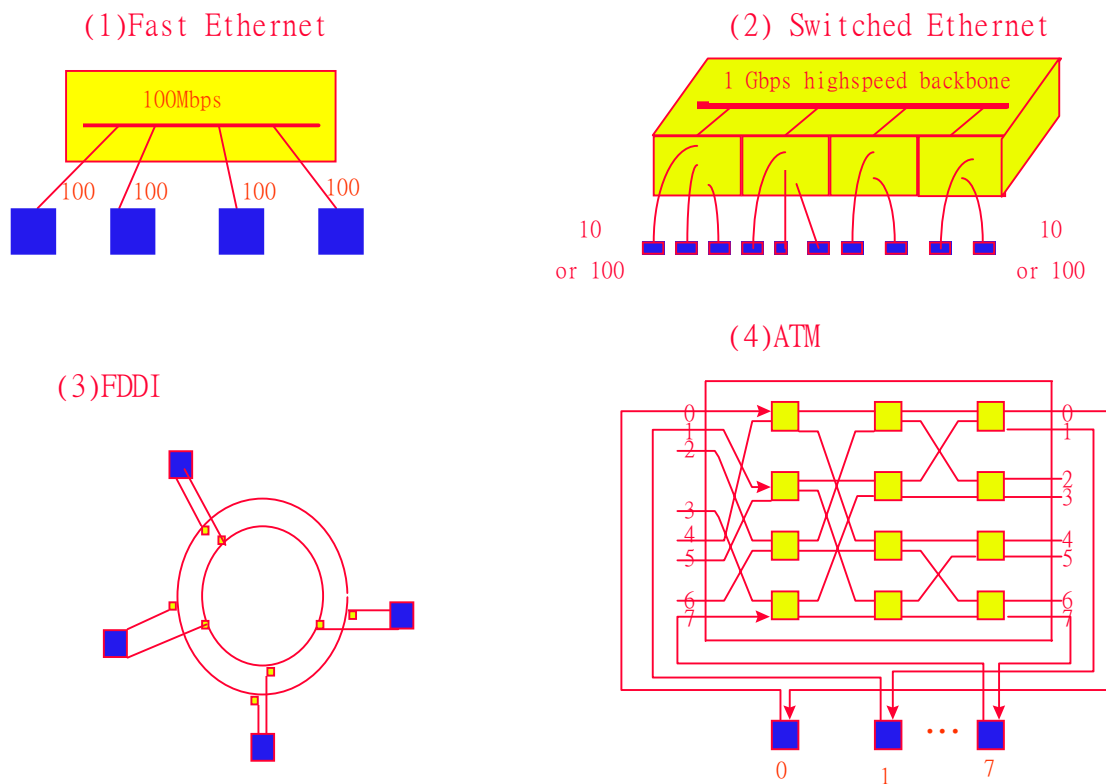 (1)Fast Ethernet
100Mbps
100 100 100 100
(2) Switched Ethernet
1 Gbps highspeed backbone
10
or 100
10
or 100
(3)FDDI
(4)ATM
0
1
2
3
4
5
6
7
0
1
2
3
4
5
6
7
0 1 ... 7